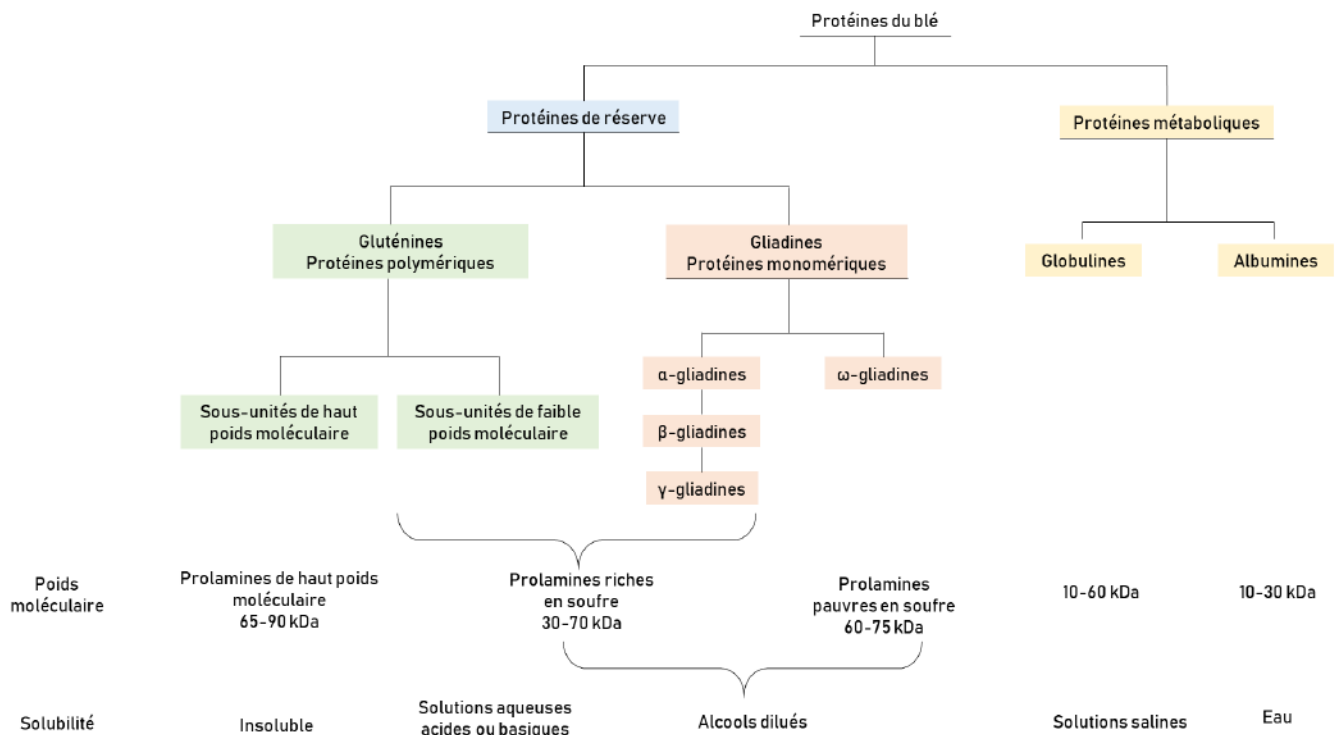 Protéines du blé
Protéines de réserve
Protéines métaboliques
Gluténines
Protéines polymériques
Gliadines
Protéines monomériques
Globulines
Albumines
α-gliadines
ω-gliadines
Sous-unités de haut
poids moléculaire
Sous-unités de faible
poids moléculaire
β-gliadines
γ-gliadines
Poids
moléculaire
Prolamines de haut poids
moléculaire
65-90 kDa
Prolamines riches
en soufre
30-70 kDa
Prolamines
pauvres en soufre
60-75 kDa
10-60 kDa
10-30 kDa
Solubilité
Insoluble
Solutions aqueuses
acides ou basiques
Alcools dilués
Solutions salines
Eau